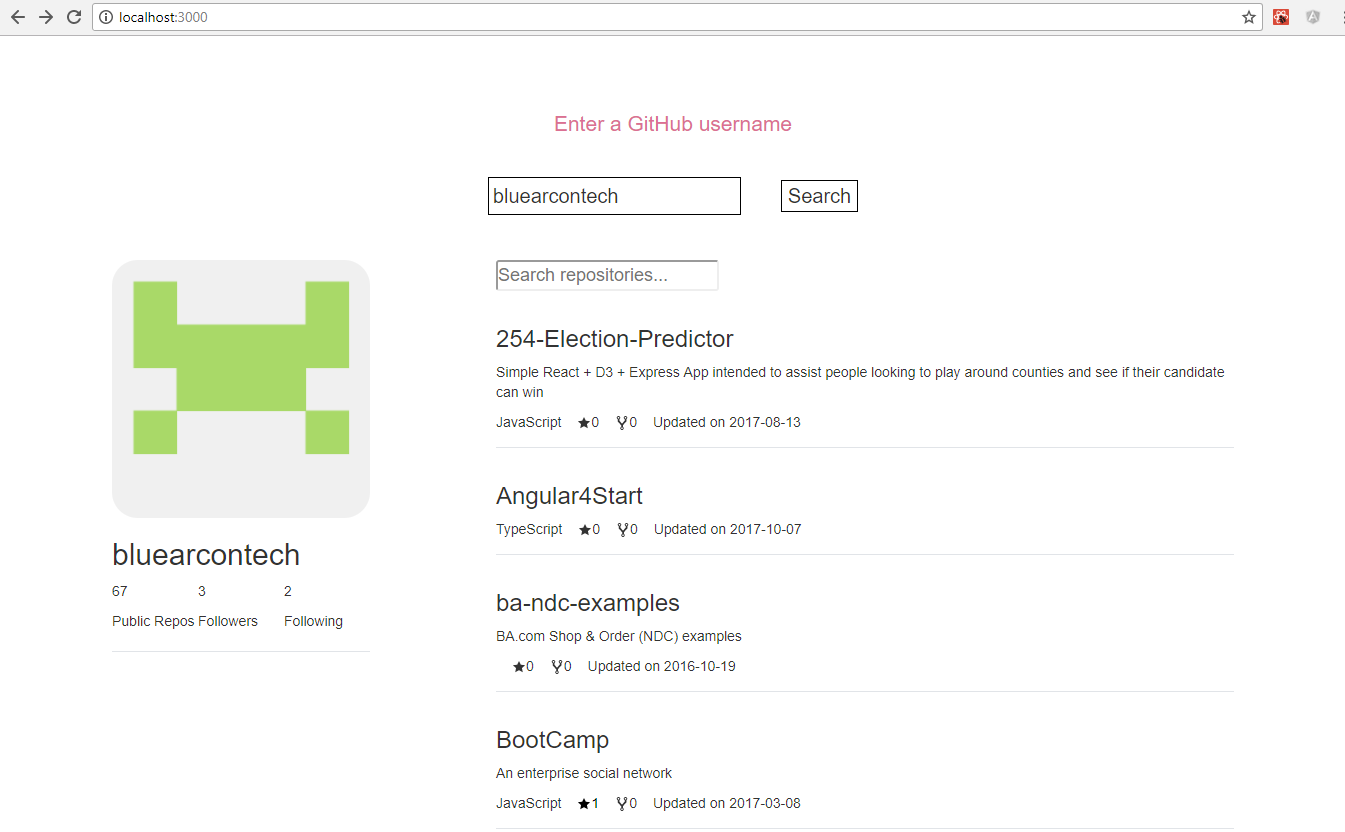 localhost:3000
Enter a GitHub username
bluearcontech
Search
Search repositories...
254-Election-Predictor
Simple React + D3 + Express App intended to assist people looking to play around counties and see if their candidate
can win
JavaScript ★0 0 Updated on 2017-08-13
Angular4Start
TypeScript ★0 0 Updated on 2017-10-07
bluearcontech
67 3 2
Public Repos Followers Following
ba-ndc-examples
BA.com Shop & Order (NDC) examples
★0 0 Updated on 2016-10-19
BootCamp
An enterprise social network
JavaScript ★1 0 Updated on 2017-03-08